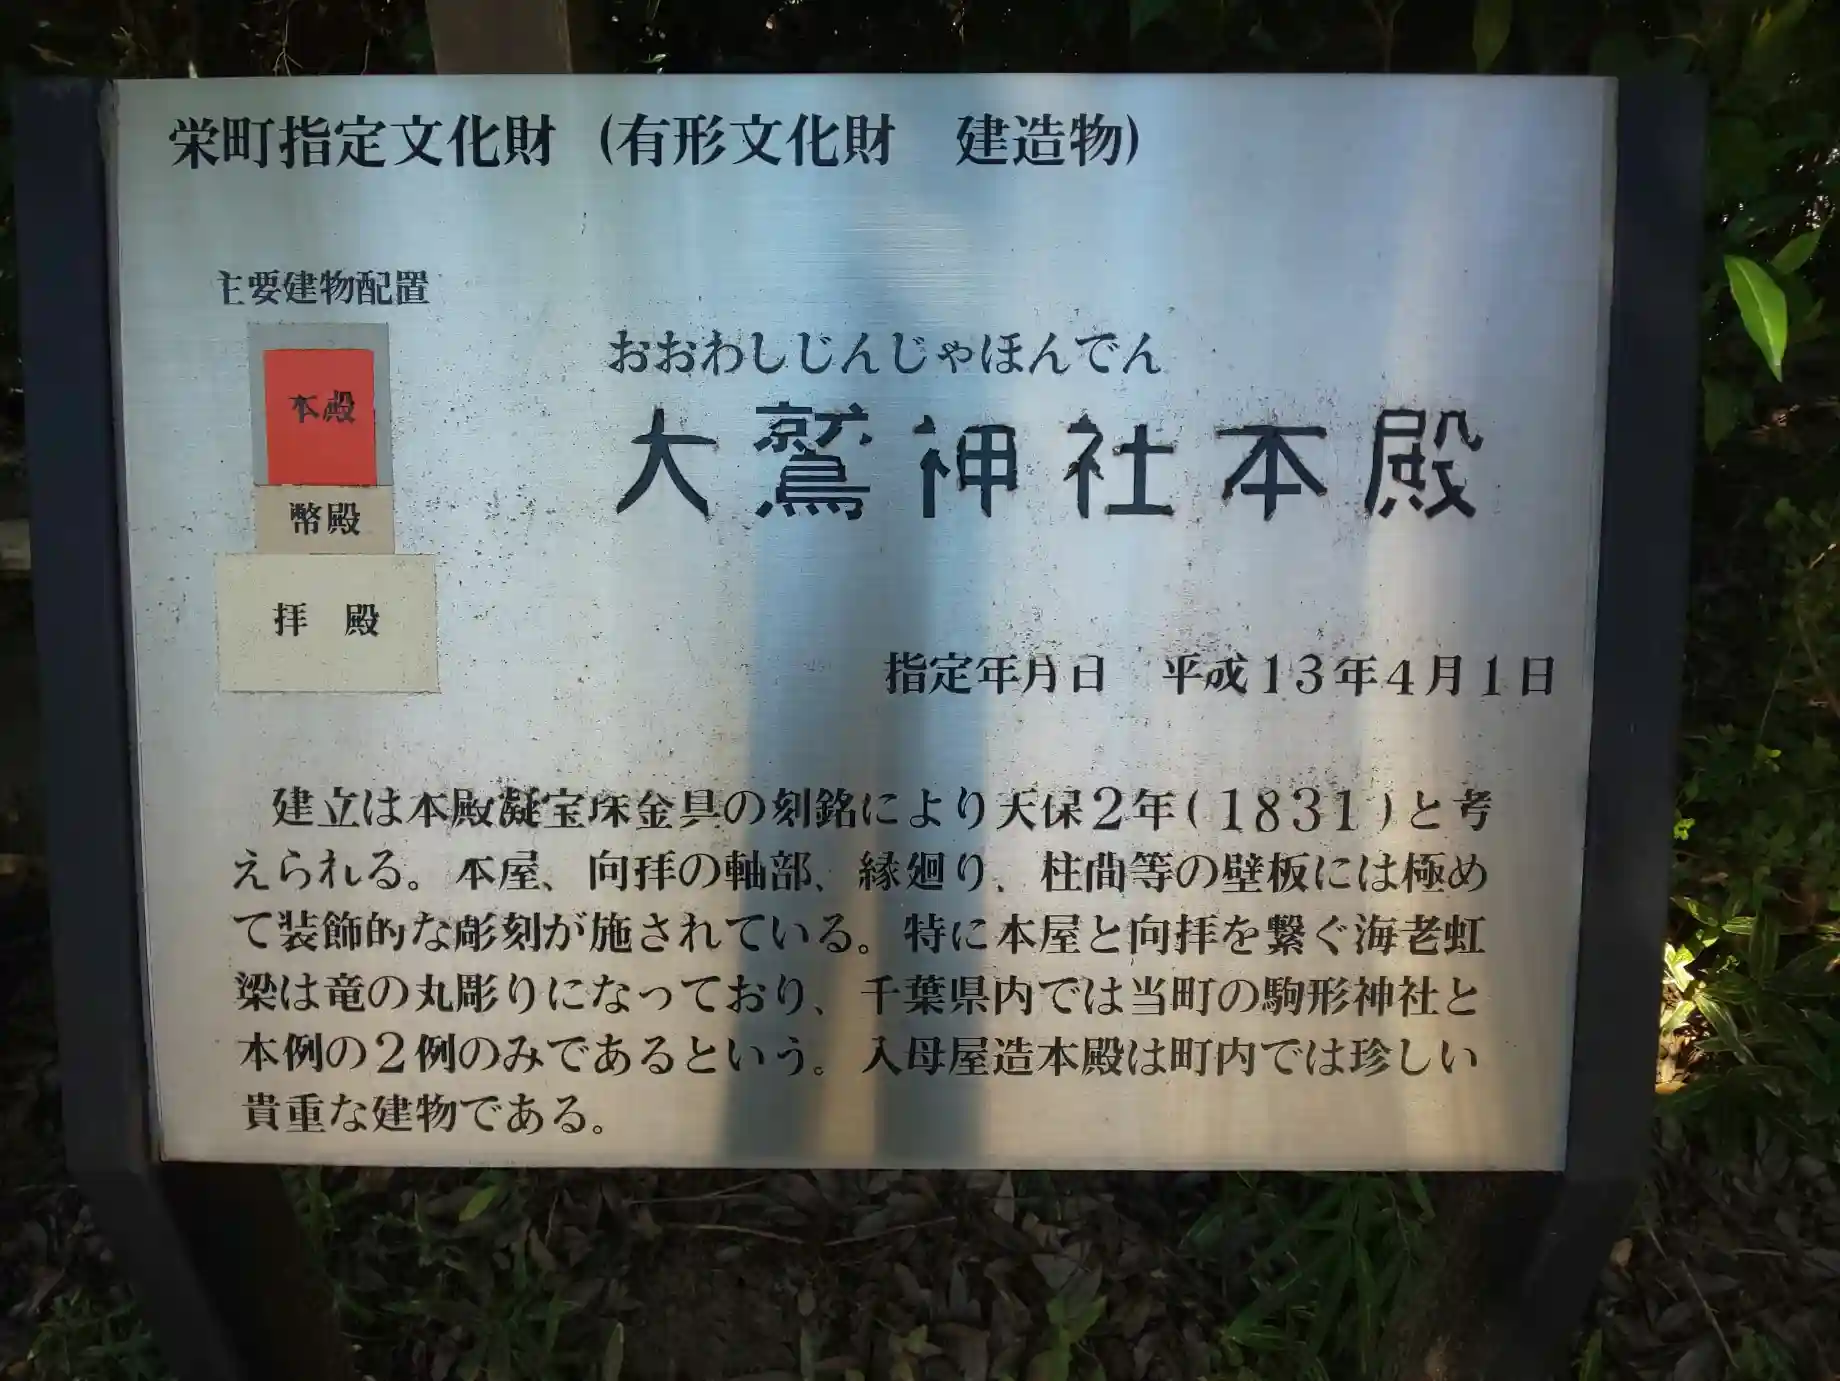 栄町指定文化財（有形文化財　建造物）
主要建物配置
本殿
幣殿
拝　殿
おおわしじんじゃほんでん
大鷲神社本殿
指定年月日　平成１３年４月１日
建立は本殿凝宝珠金具の刻銘により天保２年(１８３１)と考
えられる。本屋、向拝の軸部、縁廻り、柱間等の壁板には極め
て装飾的な彫刻が施されている。特に本屋と向拝を繋ぐ海老虹
梁は竜の丸彫りになっており、千葉県内では当町の駒形神社と
本例の２例のみであるという。入母屋造本殿は町内では珍しい
貴重な建物である。